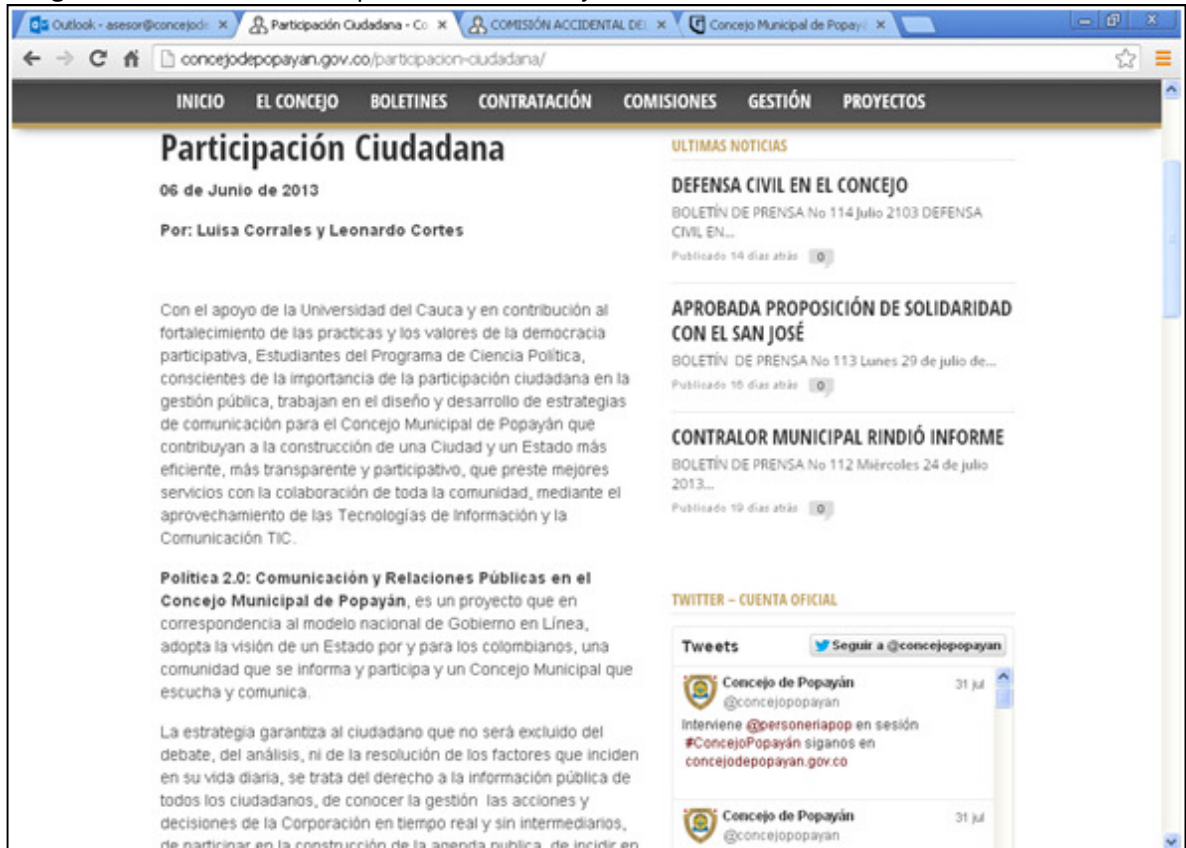 Outlook - asesor@concejod
Participación Ciudadana - Co
COMISIÓN ACCIDENTAL DE
Concejo Municipal de Popay
concejodepopayan.gov.co/participacion-ciudadana/
INICIO EL CONCEJO BOLETINES CONTRATACIÓN COMISIONES GESTIÓN PROYECTOS
Participación Ciudadana
06 de Junio de 2013
Por: Luisa Corrales y Leonardo Cortes
Con el apoyo de la Universidad del Cauca y en contribución al
fortalecimiento de las practicas y los valores de la democracia
participativa, Estudiantes del Programa de Ciencia Política,
conscientes de la importancia de la participación ciudadana en la
gestión pública, trabajan en el diseño y desarrollo de estrategias
de comunicación para el Concejo Municipal de Popayán que
contribuyan a la construcción de una Ciudad y un Estado más
eficiente, más transparente y participativo, que preste mejores
servicios con la colaboración de toda la comunidad, mediante el
aprovechamiento de las Tecnologías de Información y la
Comunicación TIC.
Política 2.0: Comunicación y Relaciones Públicas en el
Concejo Municipal de Popayán, es un proyecto que en
correspondencia al modelo nacional de Gobierno en Línea,
adopta la visión de un Estado por y para los colombianos, una
comunidad que se informa y participa y un Concejo Municipal que
escucha y comunica.
La estrategia garantiza al ciudadano que no será excluido del
debate, del análisis, ni de la resolución de los factores que inciden
en su vida diaria, se trata del derecho a la información pública de
todos los ciudadanos, de conocer la gestión las acciones y
decisiones de la Corporación en tiempo real y sin intermediarios,
de participar en la construcción de la agenda publica, de incidir en
ULTIMAS NOTICIAS
DEFENSA CIVIL EN EL CONCEJO
BOLETÍN DE PRENSA No 114 Julio 2103 DEFENSA
CIVIL EN...
Publicado 14 días atrás 0
APROBADA PROPOSICIÓN DE SOLIDARIDAD
CON EL SAN JOSÉ
BOLETÍN DE PRENSA No 113 Lunes 29 de julio de...
Publicado 16 días atrás 0
CONTRALOR MUNICIPAL RINDIÓ INFORME
BOLETÍN DE PRENSA No 112 Miércoles 24 de julio
2013...
Publicado 19 días atrás 0
TWITTER – CUENTA OFICIAL
Tweets Seguir a @concejopopayan
Concejo de Popayán 31 jul
@concejopopayan
Interviene @personeriapop en sesión
#ConcejoPopayán siganos en
concejodepopayan.gov.co
Concejo de Popayán 31 jul
@concejopopayan